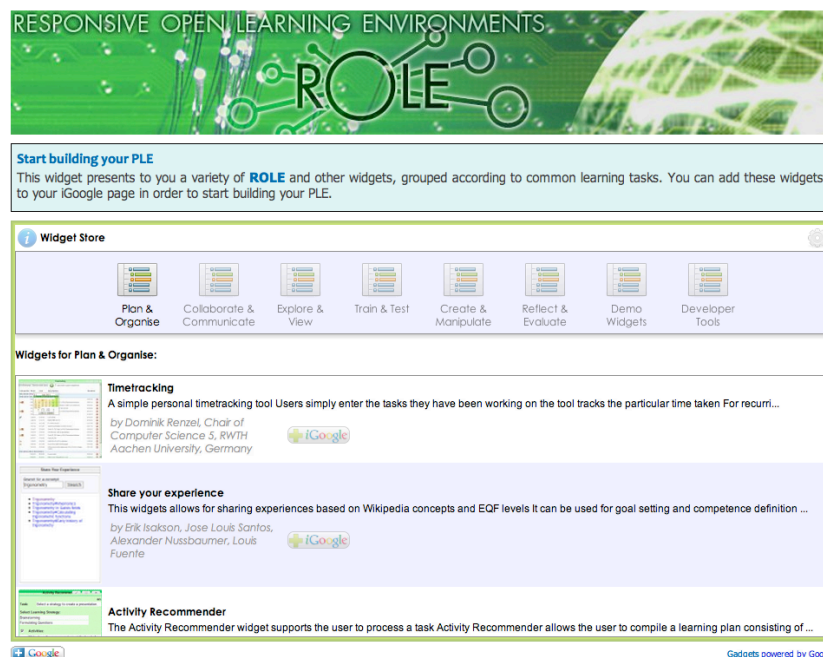 RESPONSIVE OPEN LEARNING ENVIRONMENTS
ROLE
Start building your PLE
This widget presents to you a variety of ROLE and other widgets, grouped according to common learning tasks. You can add these widgets
to your iGoogle page in order to start building your PLE.
Widget Store
Plan & Organise
Collaborate & Communicate
Explore & View
Train & Test
Create & Manipulate
Reflect & Evaluate
Demo Widgets
Developer Tools
Widgets for Plan & Organise:
Timetracking
A simple personal timetracking tool Users simply enter the tasks they have been working on the tool tracks the particular time taken For recurri...
by Dominik Renzel, Chair of
Computer Science 5, RWTH
Aachen University, Germany
iGoogle
Share Your Experience
Search
Share your experience
This widgets allows for sharing experiences based on Wikipedia concepts and EQF levels It can be used for goal setting and competence definition ...
by Erik Isakson, Jose Louis Santos,
Alexander Nussbaumer, Louis
Fuente
iGoogle
Activity Recommender
The Activity Recommender widget supports the user to process a task Activity Recommender allows the user to compile a learning plan consisting of ...
Google
Gadgets powered by Goo